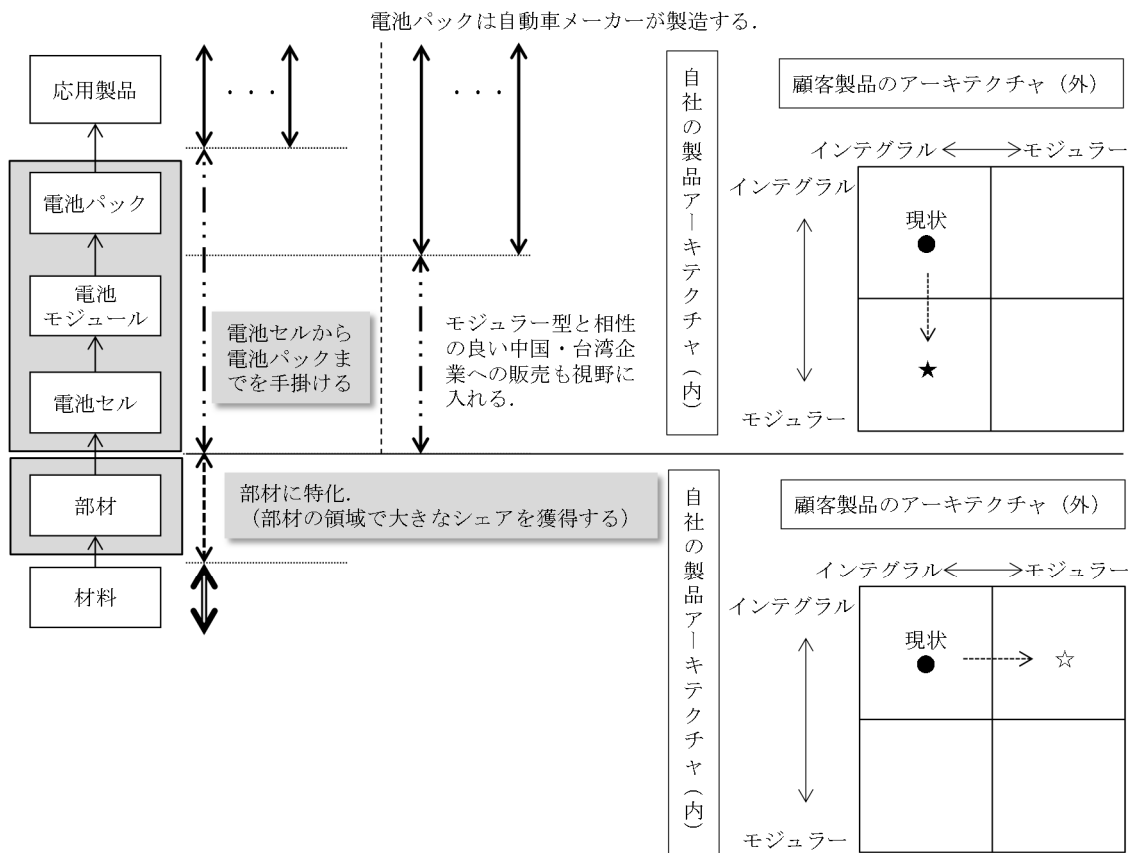 電池パックは自動車メーカーが製造する.
応用製品
電池パック
電池
モジュール
電池セル
部材
材料
・・・
・・・
電池セルから
電池パックま
でを手掛ける
モジュラー型と相性
の良い中国・台湾企
業への販売も視野に
入れる.
部材に特化.
（部材の領域で大きなシェアを獲得する）
自社の製品アーキテクチャ（内）
顧客製品のアーキテクチャ（外）
インテグラル
モジュラー
インテグラル
現状
●
★
モジュラー
自社の製品アーキテクチャ（内）
顧客製品のアーキテクチャ（外）
インテグラル
モジュラー
インテグラル
現状
●
☆
モジュラー